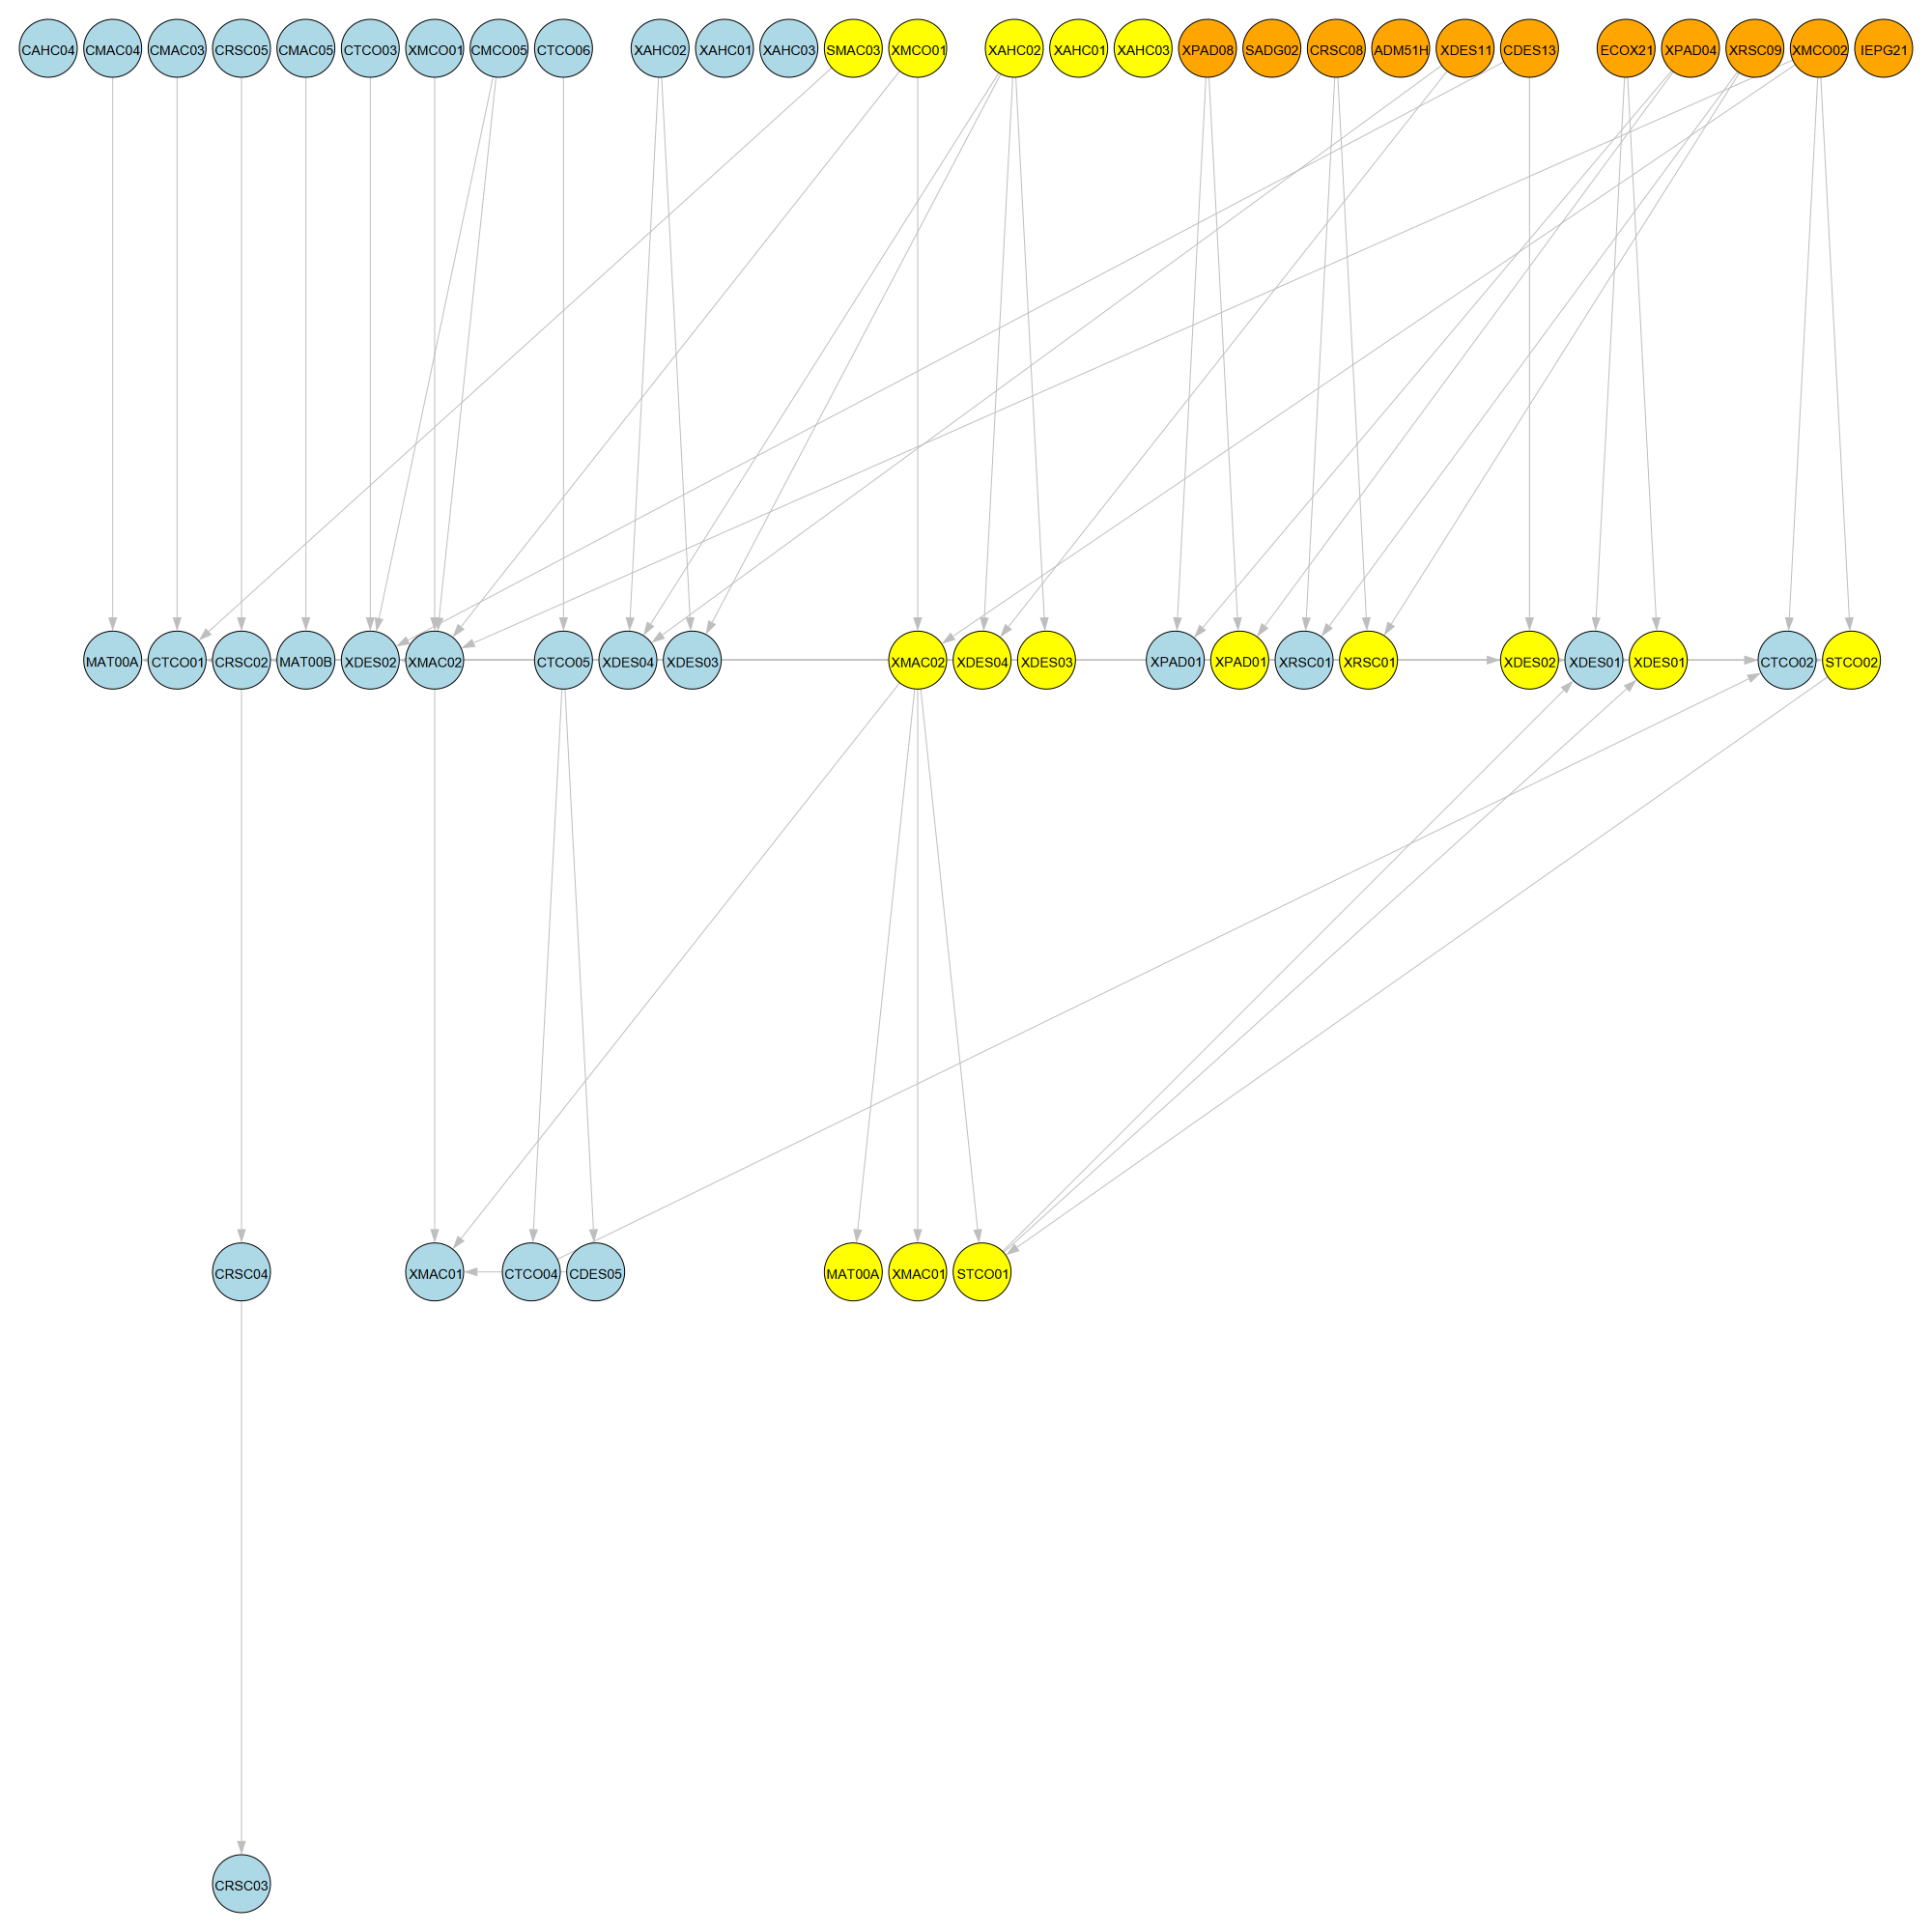 CAHC04 CMAC04 CMAC03 CRSC05 CMAC05 CTCO03 XMCO01 CMCO05 CTCO06 XAHC02 XAHC01 XAHC03 SMAC03 XMCO01 XAHC02 XAHC01 XAHC03 XPAD08 SADG02 CRSC08 ADM51H XDES11 CDES13 ECOX21 XPAD04 XRSC09 XMCO02 IEPG21
MAT00A CTCO01 CRSC02 MAT00B XDES02 XMAC02 CTCO05 XDES04 XDES03 XMAC02 XDES04 XDES03 XPAD01 XPAD01 XRSC01 XRSC01 XDES02 XDES01 XDES01 CTCO02 STCO02
CRSC04 XMAC01 CTCO04 CDES05 MAT00A XMAC01 STCO01
CRSC03